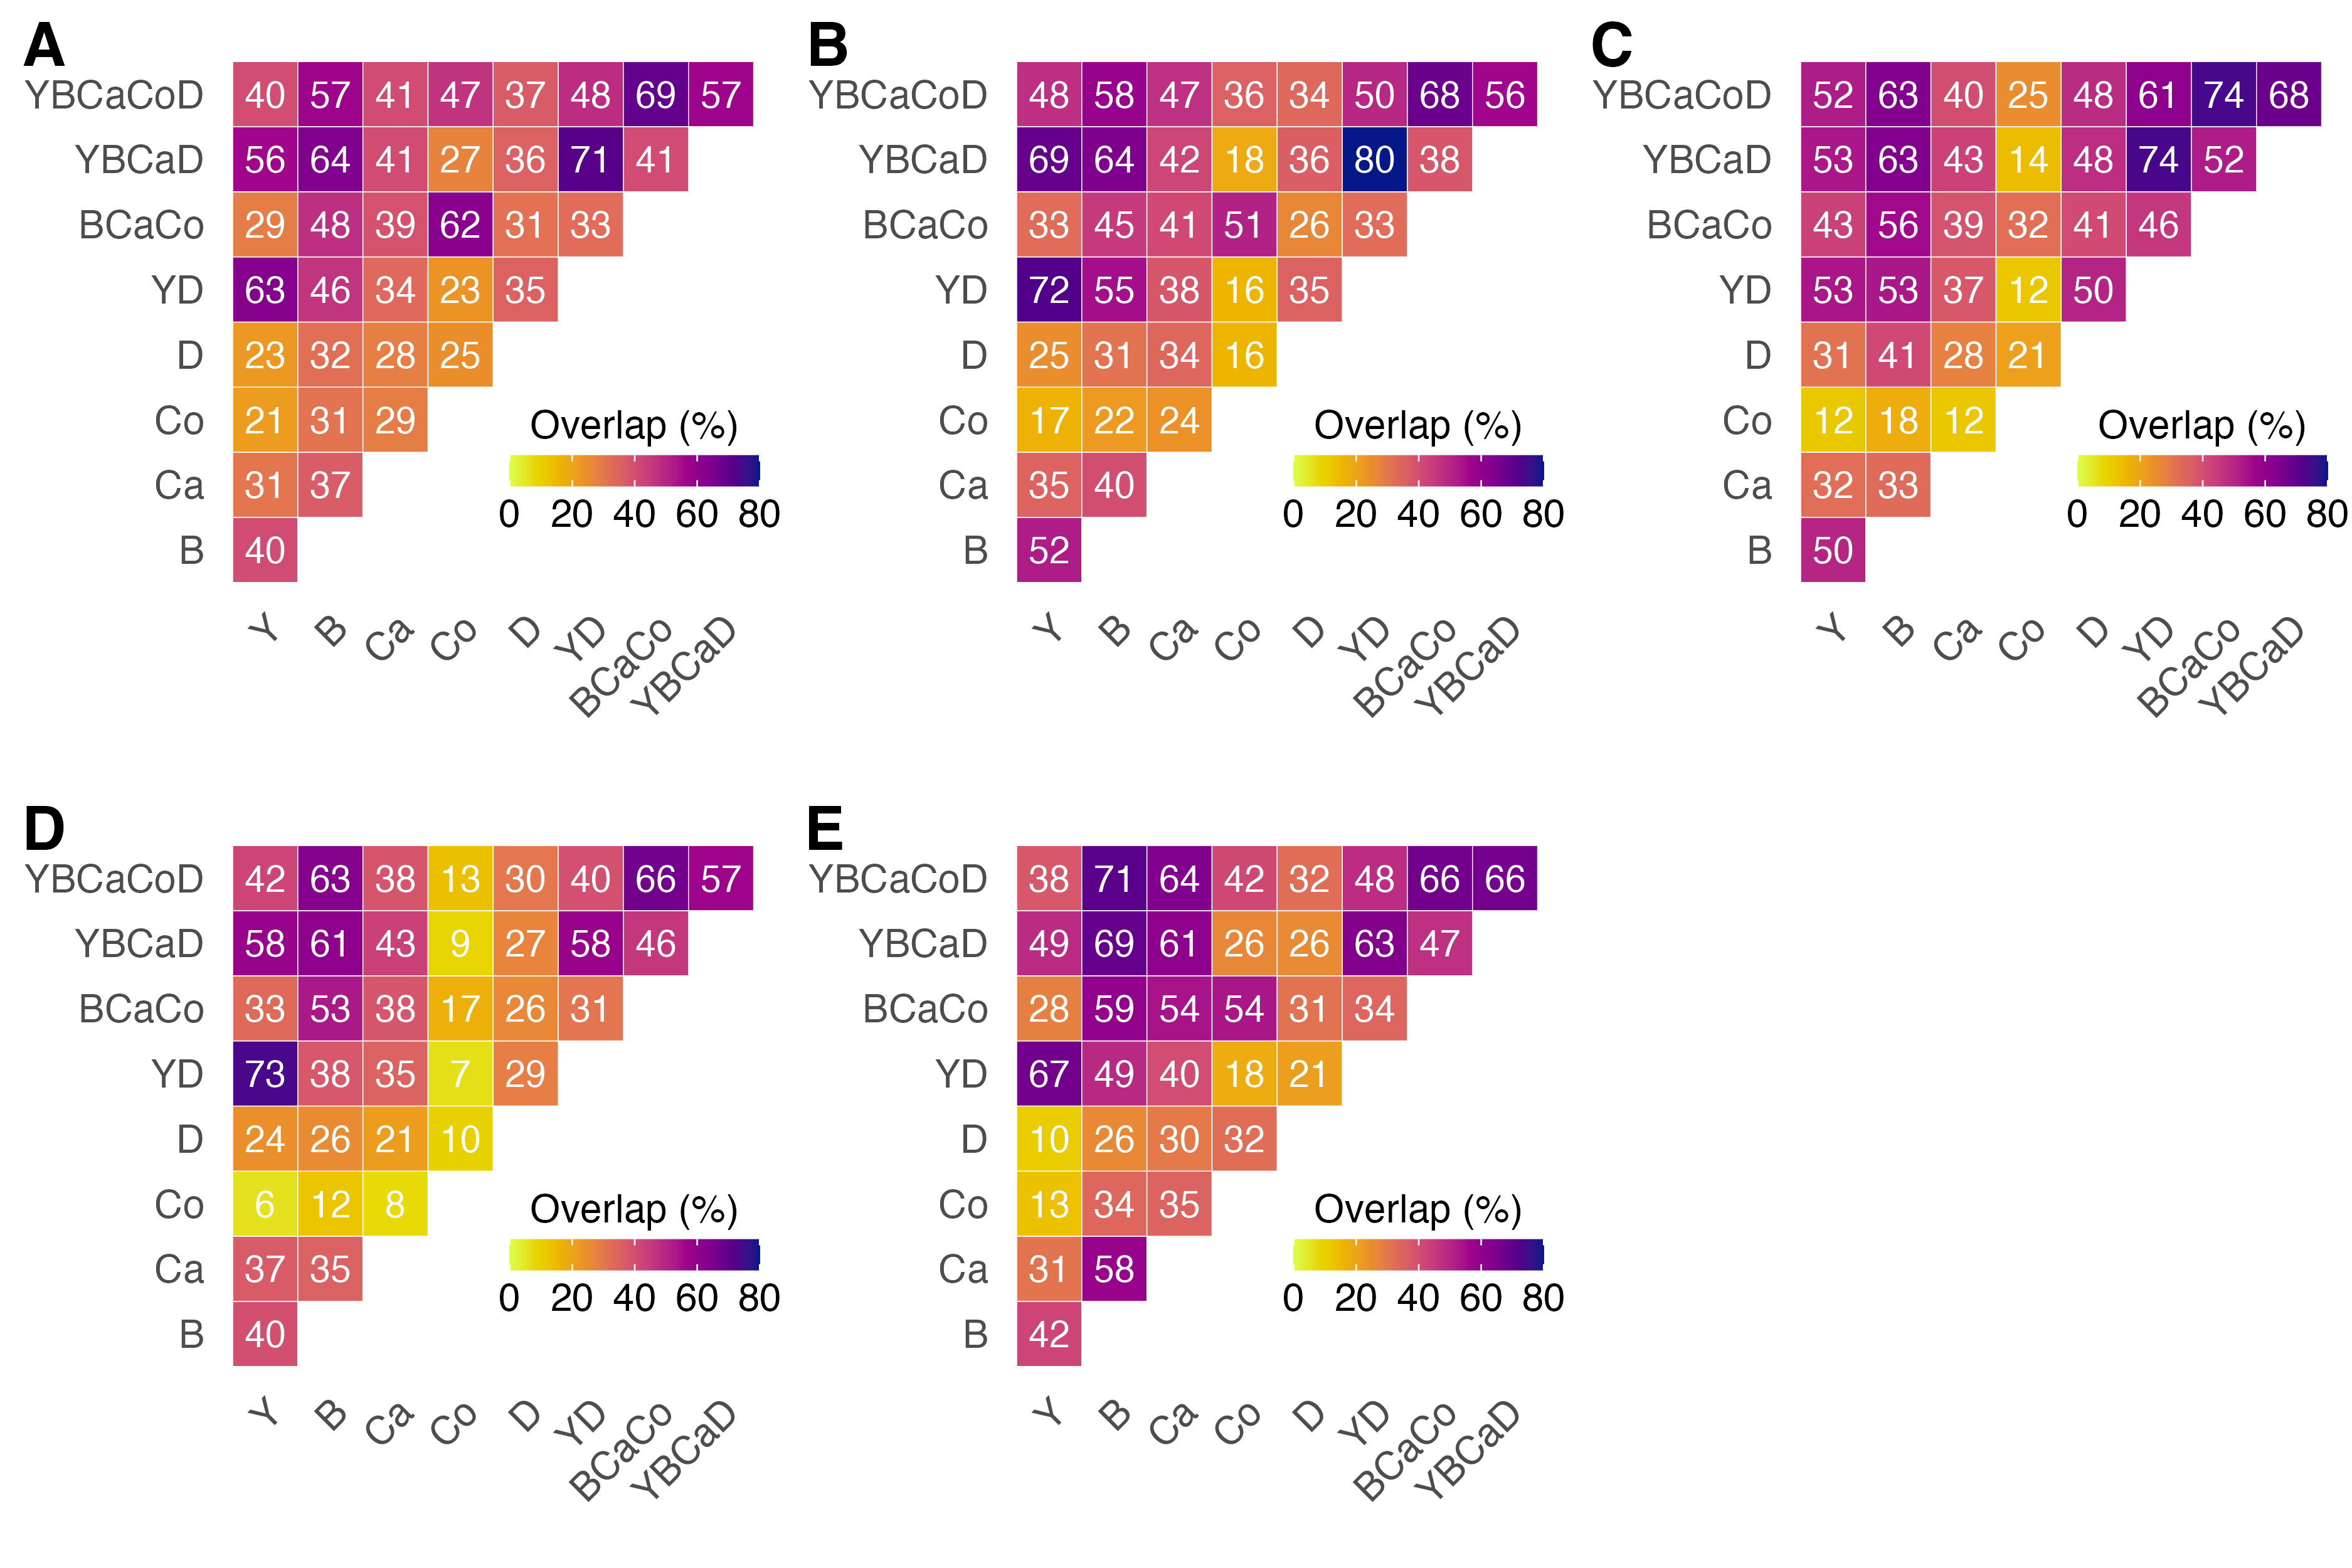 A
YBCaCoD 40 57 41 47 37 48 69 57
YBCaD 56 64 41 27 36 71 41
BCaCo 29 48 39 62 31 33
YD 63 46 34 23 35
D 23 32 28 25
Co 21 31 29
Ca 31 37
B 40
Overlap (%)
0 20 40 60 80
Y B Ca Co D YD BCaCo YBCaD
B
YBCaCoD 48 58 47 36 34 50 68 56
YBCaD 69 64 42 18 36 80 38
BCaCo 33 45 41 51 26 33
YD 72 55 38 16 35
D 25 31 34 16
Co 17 22 24
Ca 35 40
B 52
Overlap (%)
0 20 40 60 80
Y B Ca Co D YD BCaCo YBCaD
C
YBCaCoD 52 63 40 25 48 61 74 68
YBCaD 53 63 43 14 48 74 52
BCaCo 43 56 39 32 41 46
YD 53 53 37 12 50
D 31 41 28 21
Co 12 18 12
Ca 32 33
B 50
Overlap (%)
0 20 40 60 80
Y B Ca Co D YD BCaCo YBCaD
D
YBCaCoD 42 63 38 13 30 40 66 57
YBCaD 58 61 43 9 27 58 46
BCaCo 33 53 38 17 26 31
YD 73 38 35 7 29
D 24 26 21 10
Co 6 12 8
Ca 37 35
B 40
Overlap (%)
0 20 40 60 80
Y B Ca Co D YD BCaCo YBCaD
E
YBCaCoD 38 71 64 42 32 48 66 66
YBCaD 49 69 61 26 26 63 47
BCaCo 28 59 54 54 31 34
YD 67 49 40 18 21
D 10 26 30 32
Co 13 34 35
Ca 31 58
B 42
Overlap (%)
0 20 40 60 80
Y B Ca Co D YD BCaCo YBCaD